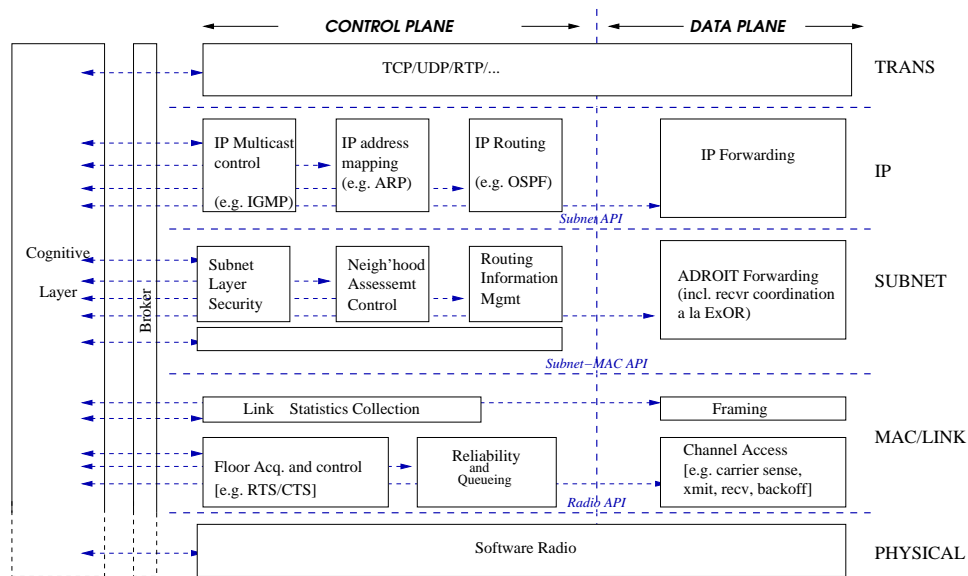 CONTROL PLANE
DATA PLANE
TCP/UDP/RTP/...
TRANS
IP Multicast
control
(e.g. IGMP)
IP address
mapping
(e.g. ARP)
IP Routing
(e.g. OSPF)
IP Forwarding
IP
Subnet API
Cognitive
Layer
Broker
Subnet
Layer
Security
Neigh'hood
Assessemt
Control
Routing
Information
Mgmt
ADROIT Forwarding
(incl. recvr coordination
a la ExOR)
SUBNET
Subnet−MAC API
Link Statistics Collection
Framing
MAC/LINK
Floor Acq. and control
[e.g. RTS/CTS]
Reliability
and
Queueing
Channel Access
[e.g. carrier sense,
xmit, recv, backoff]
Radio API
Software Radio
PHYSICAL